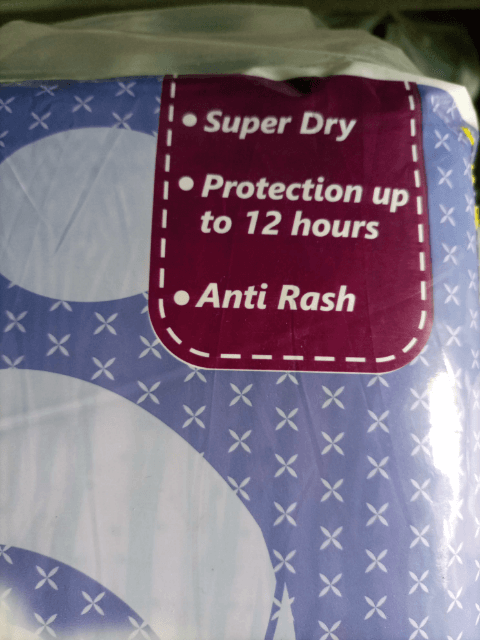 • Super Dry
• Protection up
to 12 hours
• Anti Rash